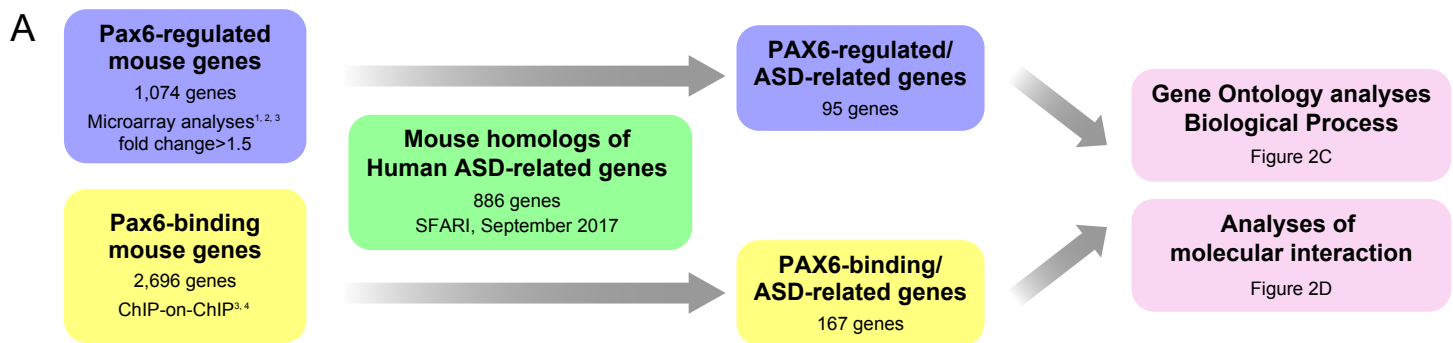 A
Pax6-regulated
mouse genes
1,074 genes
Microarray analyses1, 2, 3
fold change>1.5
Pax6-binding
mouse genes
2,696 genes
ChIP-on-ChIP3, 4
Mouse homologs of
Human ASD-related genes
886 genes
SFARI, September 2017
PAX6-regulated/
ASD-related genes
95 genes
PAX6-binding/
ASD-related genes
167 genes
Gene Ontology analyses
Biological Process
Figure 2C
Analyses of
molecular interaction
Figure 2D